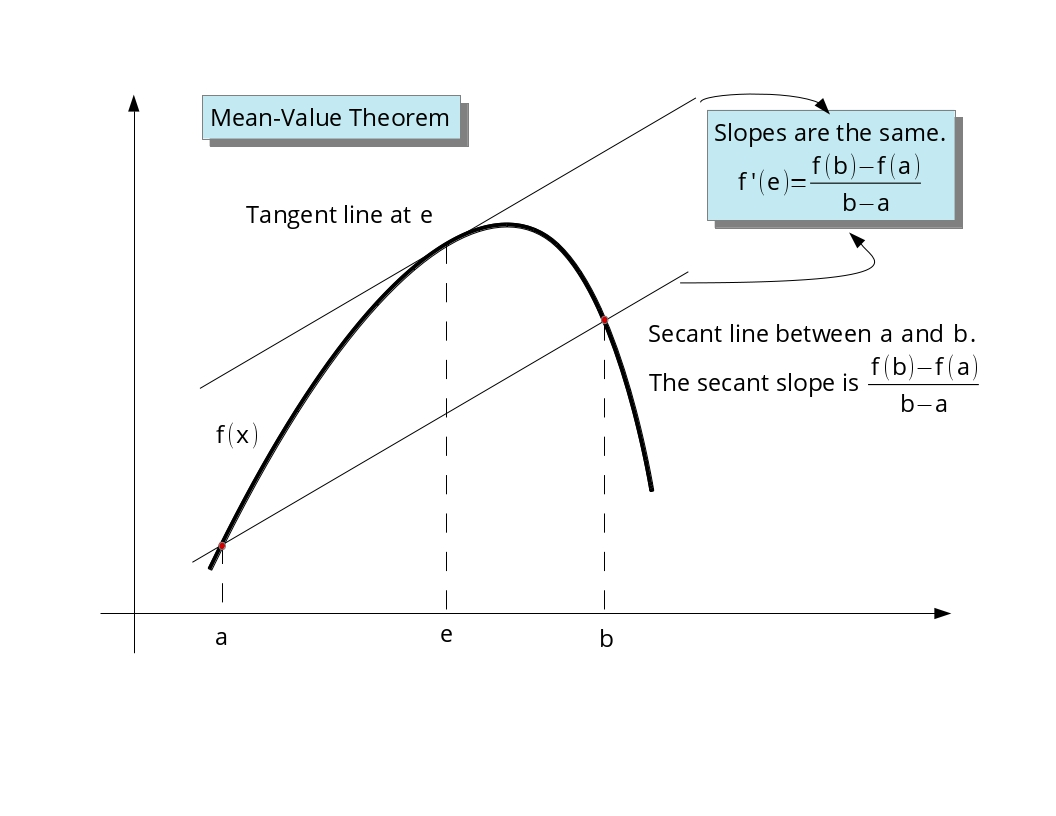 Mean-Value Theorem
Slopes are the same.
f'(e)=f(b)−f(a)
b−a
Tangent line at e
Secant line between a and b.
The secant slope is f(b)−f(a)
b−a
f(x)
a
e
b